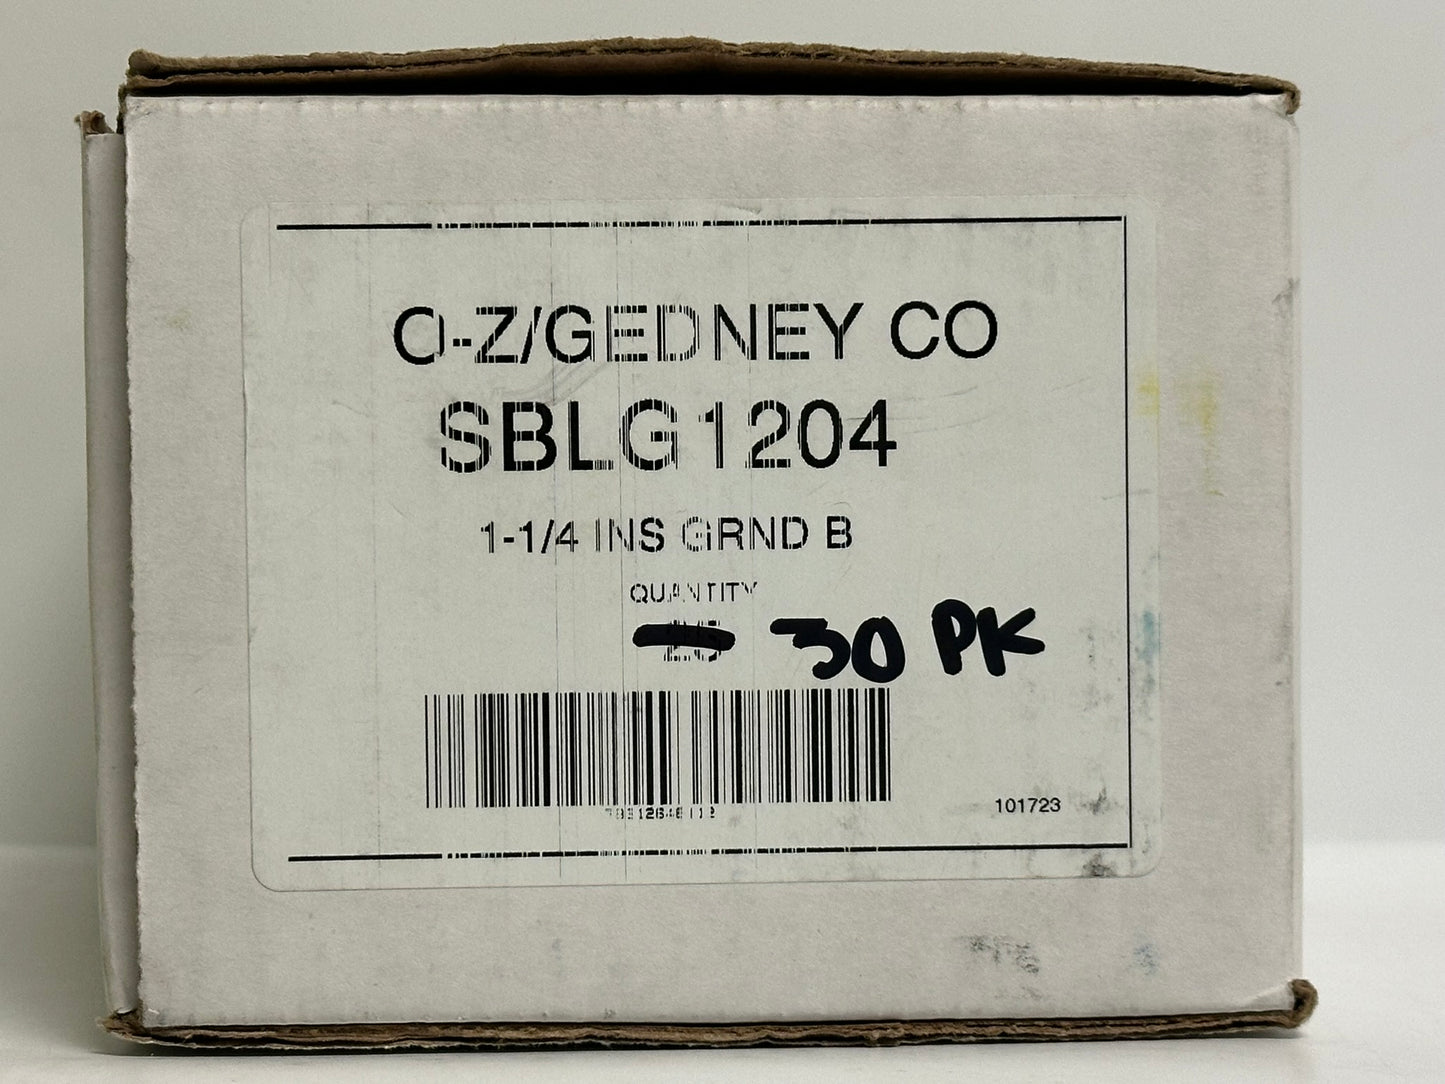 O-Z/GEDNEY CO
SBLG1204
1-1/4 INS GRND B
QUANTITY
30 PK
101723